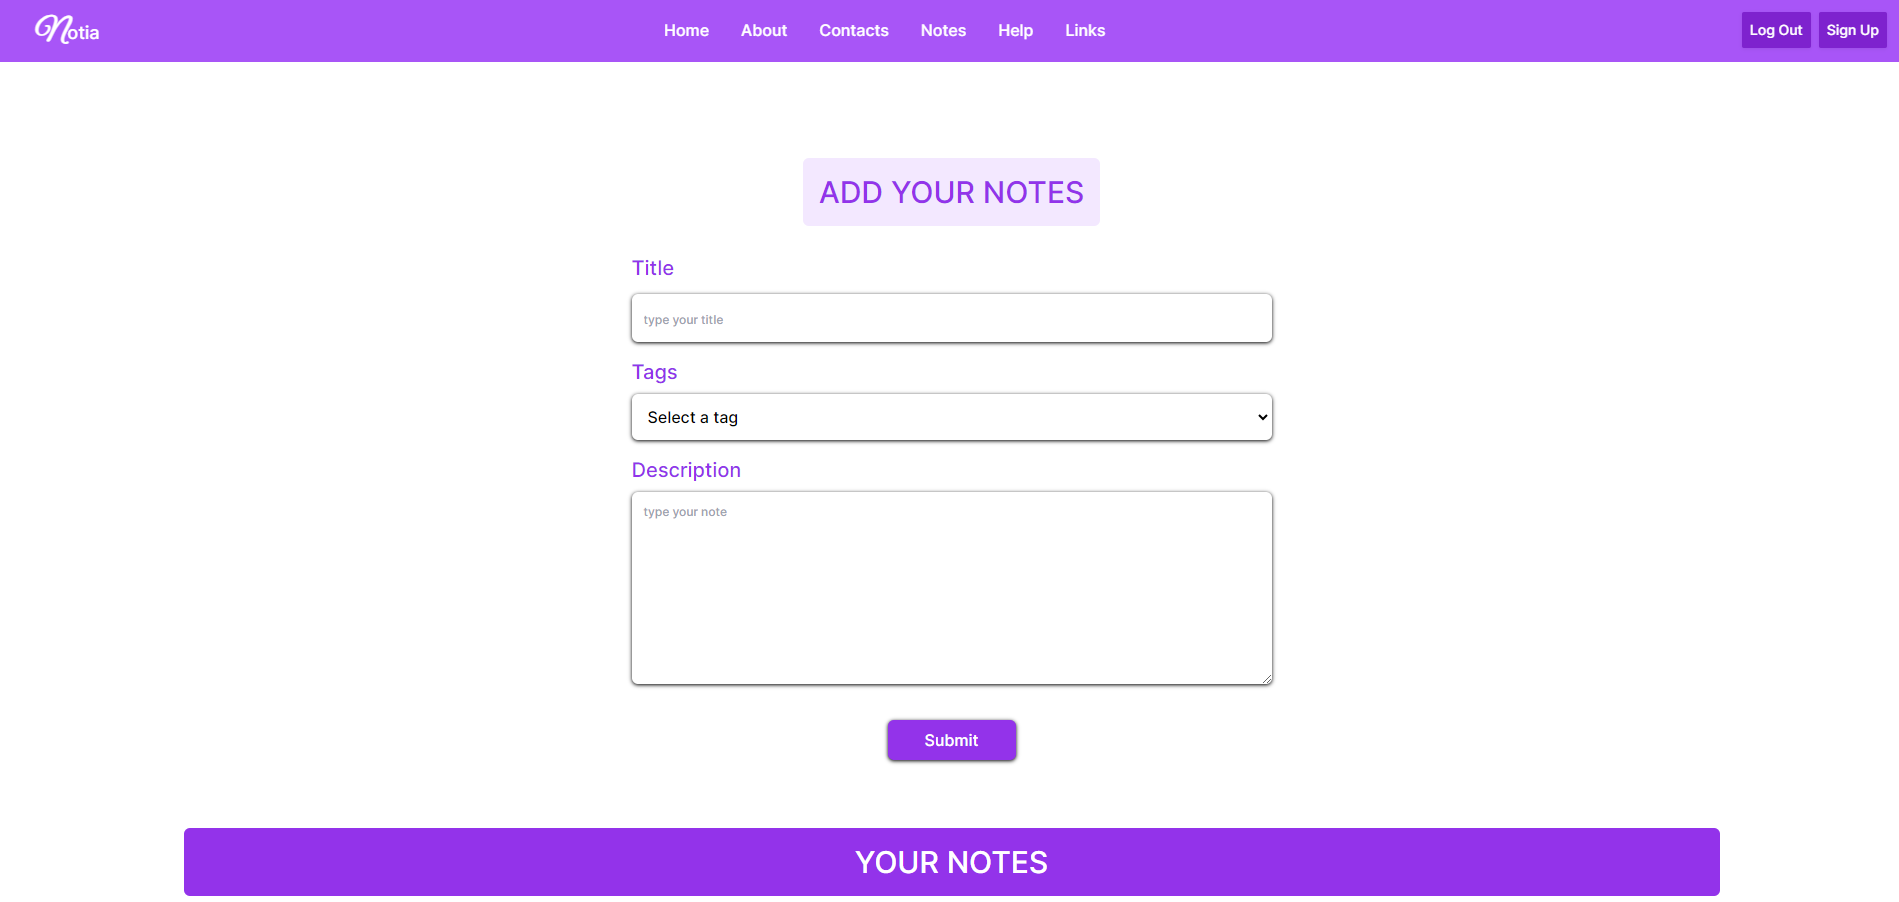 Notia
Home About Contacts Notes Help Links
Log Out Sign Up
ADD YOUR NOTES
Title
type your title
Tags
Select a tag
Description
type your note
Submit
YOUR NOTES